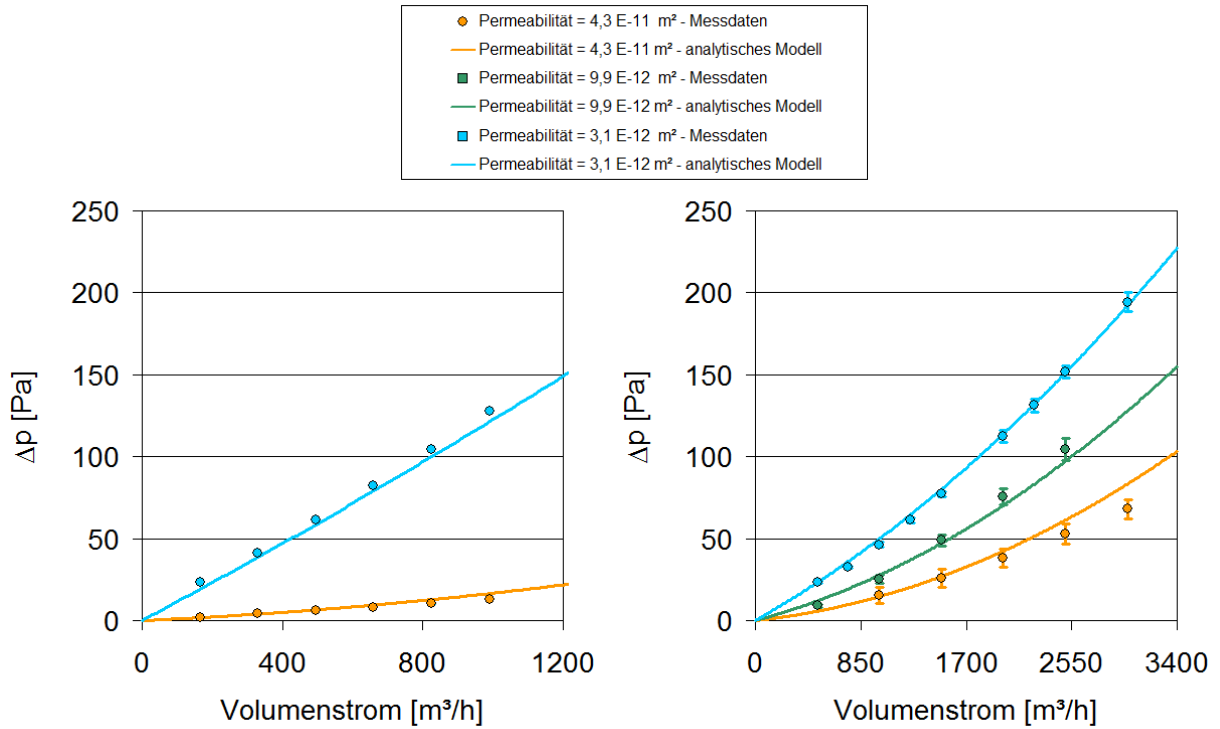 Permeabilität = 4,3 E-11 m² - Messdaten
Permeabilität = 4,3 E-11 m² - analytisches Modell
Permeabilität = 9,9 E-12 m² - Messdaten
Permeabilität = 9,9 E-12 m² - analytisches Modell
Permeabilität = 3,1 E-12 m² - Messdaten
Permeabilität = 3,1 E-12 m² - analytisches Modell
250
200
150
100
50
0
Δp [Pa]
0 400 800 1200
Volumenstrom [m³/h]
250
200
150
100
50
0
Δp [Pa]
0 850 1700 2550 3400
Volumenstrom [m³/h]